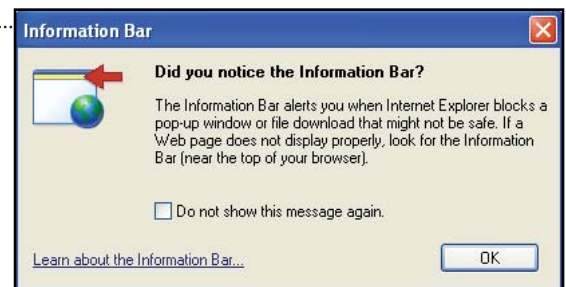 ...
Information Bar
Did you notice the Information Bar?
The Information Bar alerts you when Internet Explorer blocks a
pop-up window or file download that might not be safe. If a
Web page does not display properly, look for the Information
Bar (near the top of your browser).
Do not show this message again.
Learn about the Information Bar...
OK